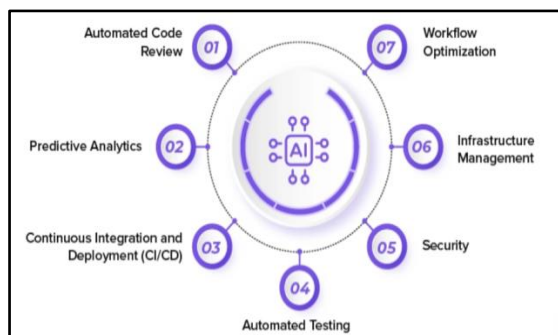 Automated Code
Review
01
02
Predictive Analytics
03
Continuous Integration and
Deployment (CI/CD)
04
Automated Testing
05
Security
06
Infrastructure
Management
07
Workflow
Optimization
AI